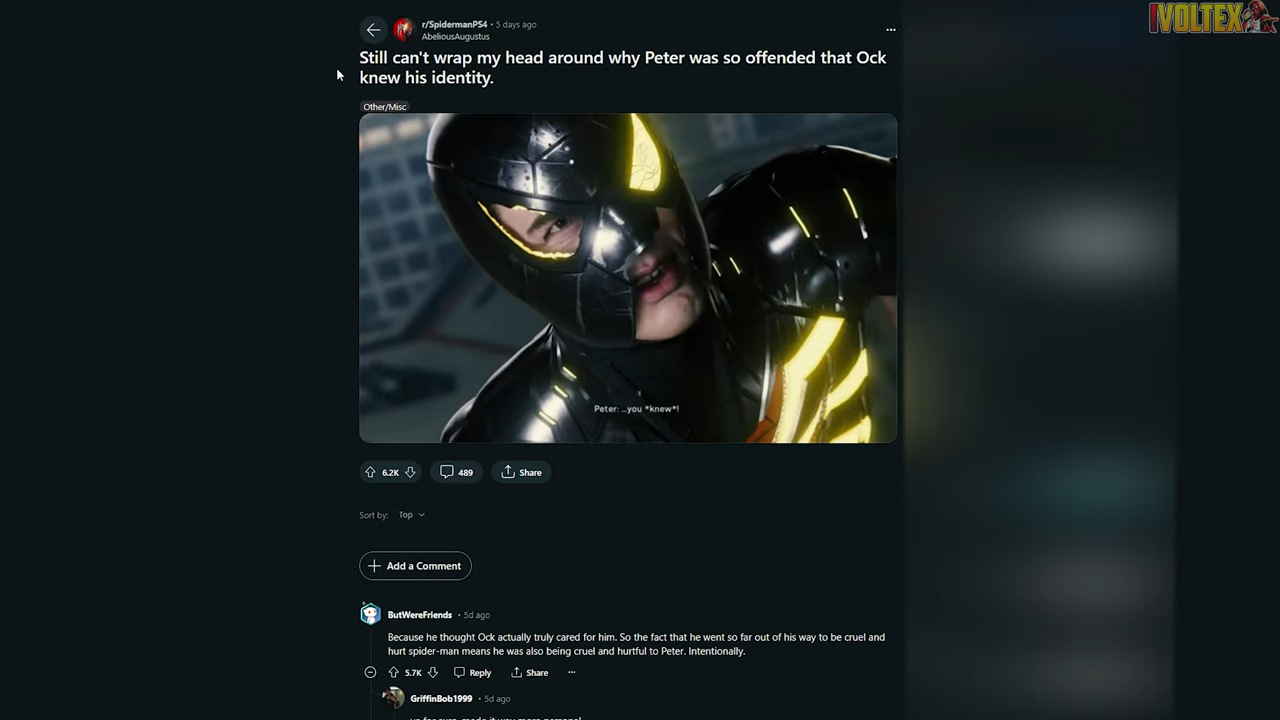 IVOLTEX
r/SpidermanPS4 • 5 days ago
AbeliousAugustus
Still can't wrap my head around why Peter was so offended that Ock
knew his identity.
Other/Misc
Peter: ...you *knew*!
6.2K
489
Share
Sort by: Top
Add a Comment
ButWereFriends • 5d ago
Because he thought Ock actually truly cared for him. So the fact that he went so far out of his way to be cruel and
hurt spider-man means he was also being cruel and hurtful to Peter. Intentionally.
5.7K
Reply
Share
GriffinBob1999 • 5d ago